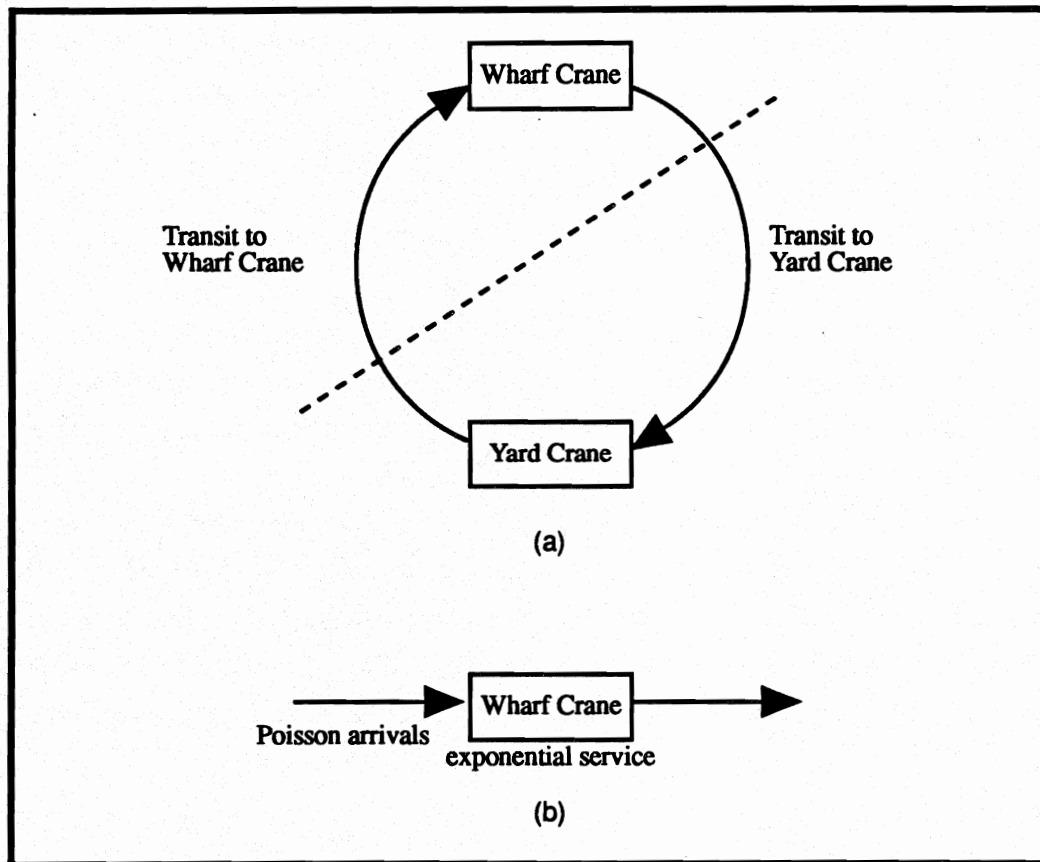 Wharf Crane
Transit to
Wharf Crane
Transit to
Yard Crane
Yard Crane
(a)
Wharf Crane
Poisson arrivals
exponential service
(b)